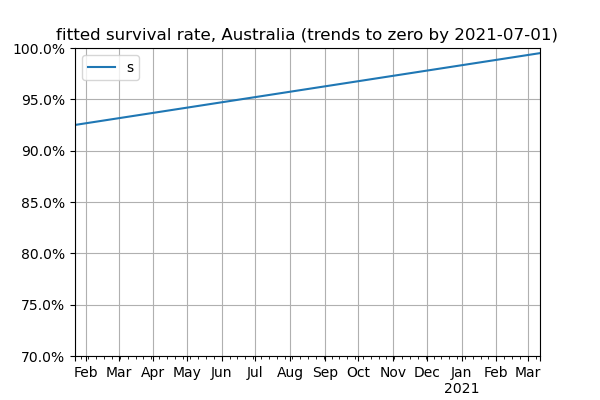 fitted survival rate, Australia (trends to zero by 2021-07-01)
100.0%
95.0%
90.0%
85.0%
80.0%
75.0%
70.0%
s
Feb Mar Apr May Jun Jul Aug Sep Oct Nov Dec Jan Feb Mar
2021